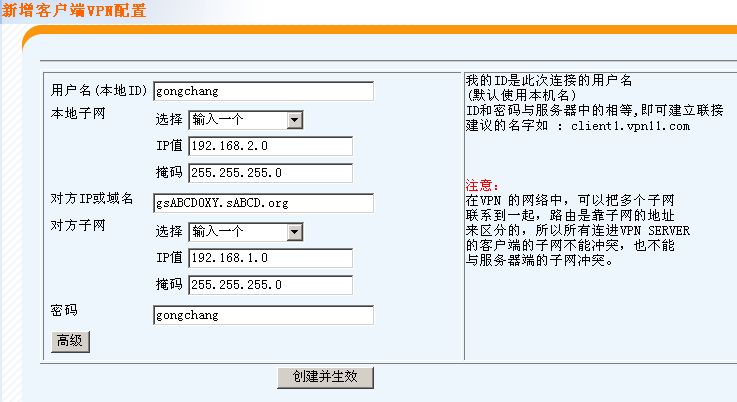 新增客户端VPN配置
用户名(本地ID) gongchang
本地子网
选择 输入一个
IP值 192.168.2.0
掩码 255.255.255.0
对方IP或域名 gsABCD0XY.sABCD.org
对方子网
选择 输入一个
IP值 192.168.1.0
掩码 255.255.255.0
密码 gongchang
高级
我的ID是此次连接的用户名
(默认使用本机名)
ID和密码与服务器中的相等,即可建立联接
建议的名字如 : client1.vpn11.com
注意:
在VPN 的网络中，可以把多个子网
联系到一起，路由是靠子网的地址
来区分的，所以所有连进VPN SERVER
的客户端的子网不能冲突，也不能
与服务器端的子网冲突。
创建并生效